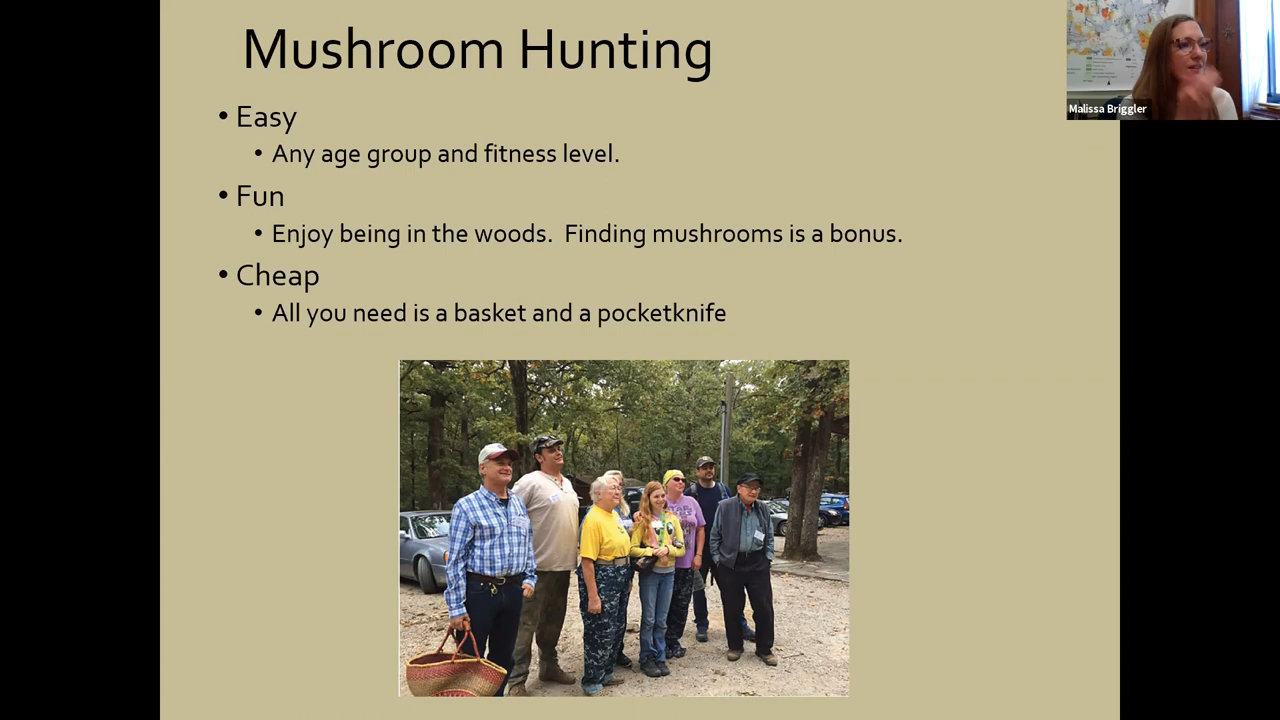 Mushroom Hunting
Malissa Briggler
• Easy
• Any age group and fitness level.
• Fun
• Enjoy being in the woods.  Finding mushrooms is a bonus.
• Cheap
• All you need is a basket and a pocketknife